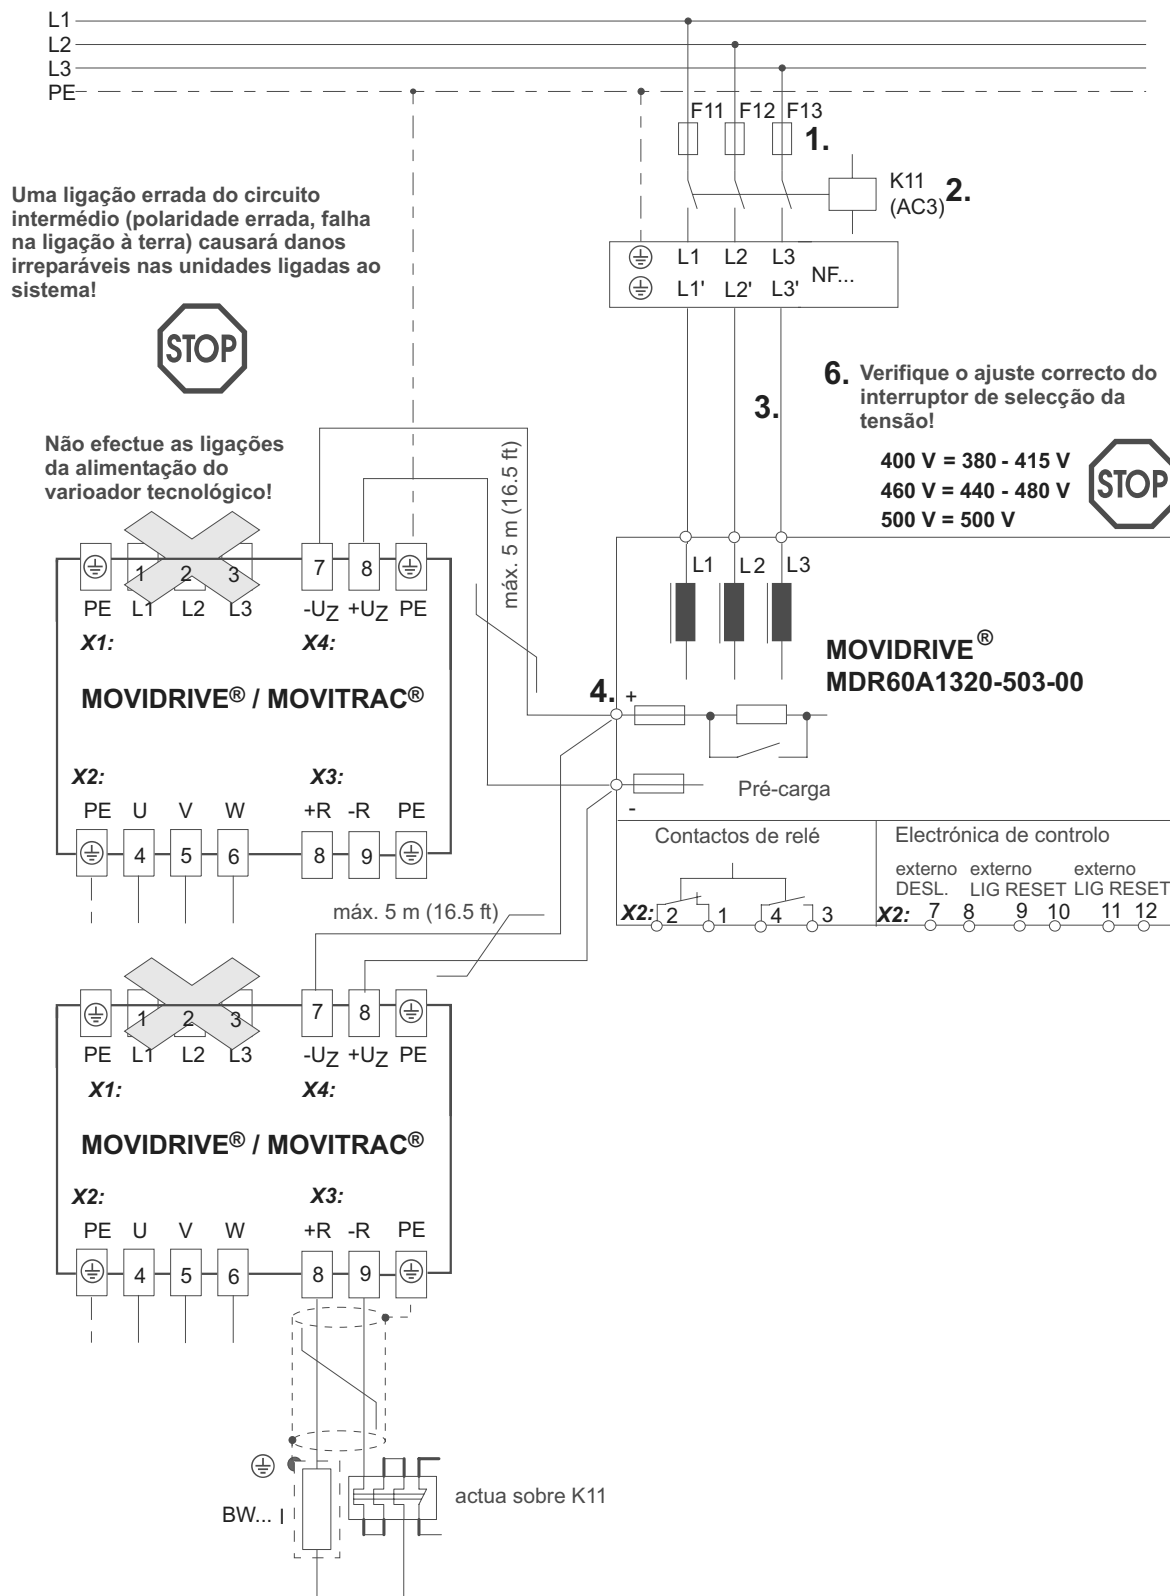 L1
L2
L3
PE
F11 F12 F13
1.
K11
(AC3)
2.
Uma ligação errada do circuito
intermédio (polaridade errada, falha
na ligação à terra) causará danos
irreparáveis nas unidades ligadas ao
sistema!
STOP
L1 L2 L3
L1' L2' L3'
NF...
3.
6. Verifique o ajuste correcto do
interruptor de selecção da
tensão!
400 V = 380 - 415 V
460 V = 440 - 480 V
500 V = 500 V
STOP
Não efectue as ligações
da alimentação do
varioador tecnológico!
máx. 5 m (16.5 ft)
1 2 3 7 8
PE L1 L2 L3 -UZ +UZ PE
X1: X4:
MOVIDRIVE® / MOVITRAC®
X2: X3:
PE U V W +R -R PE
4 5 6 8 9
L1 L2 L3
MOVIDRIVE®
MDR60A1320-503-00
4. +
-
Pré-carga
Contactos de relé
X2: 2 1 4 3
Electrónica de controlo
externo externo externo
DESL. LIG RESET LIG RESET
X2: 7 8 9 10 11 12
máx. 5 m (16.5 ft)
1 2 3 7 8
PE L1 L2 L3 -UZ +UZ PE
X1: X4:
MOVIDRIVE® / MOVITRAC®
X2: X3:
PE U V W +R -R PE
4 5 6 8 9
BW...
actua sobre K11